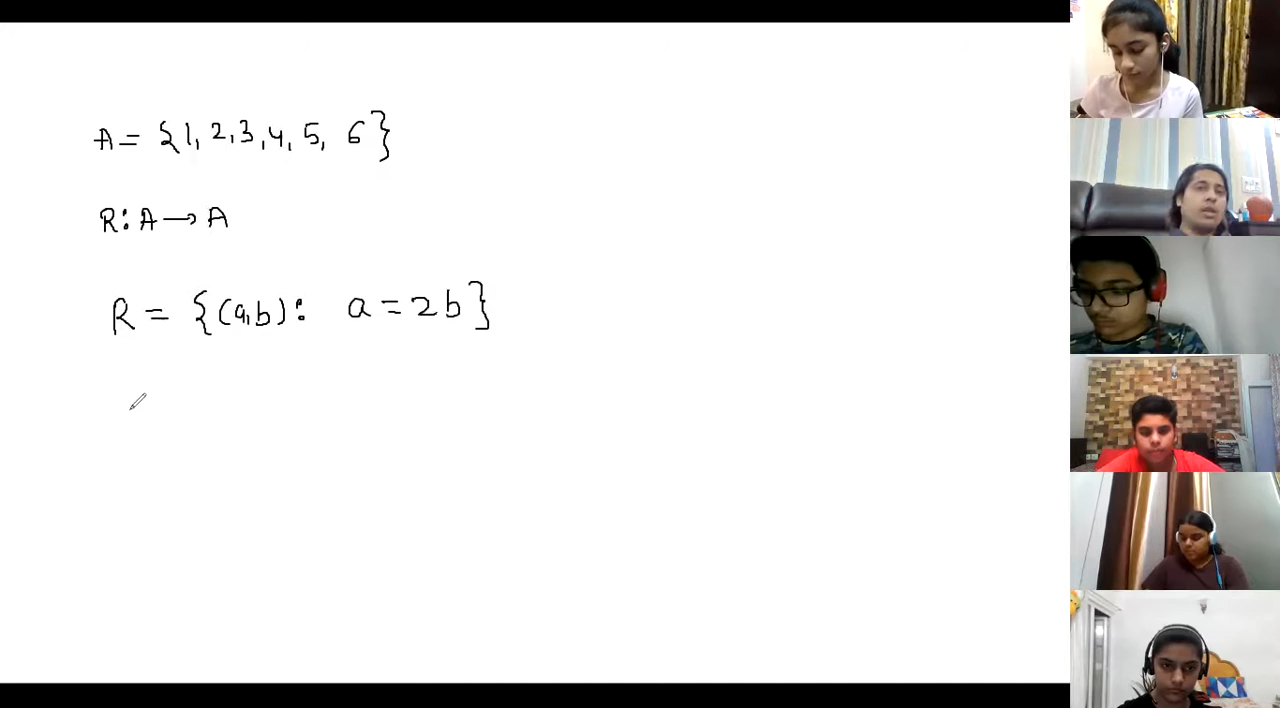 A = {1, 2, 3, 4, 5, 6}
R: A → A
R = {(a,b): a = 2b}